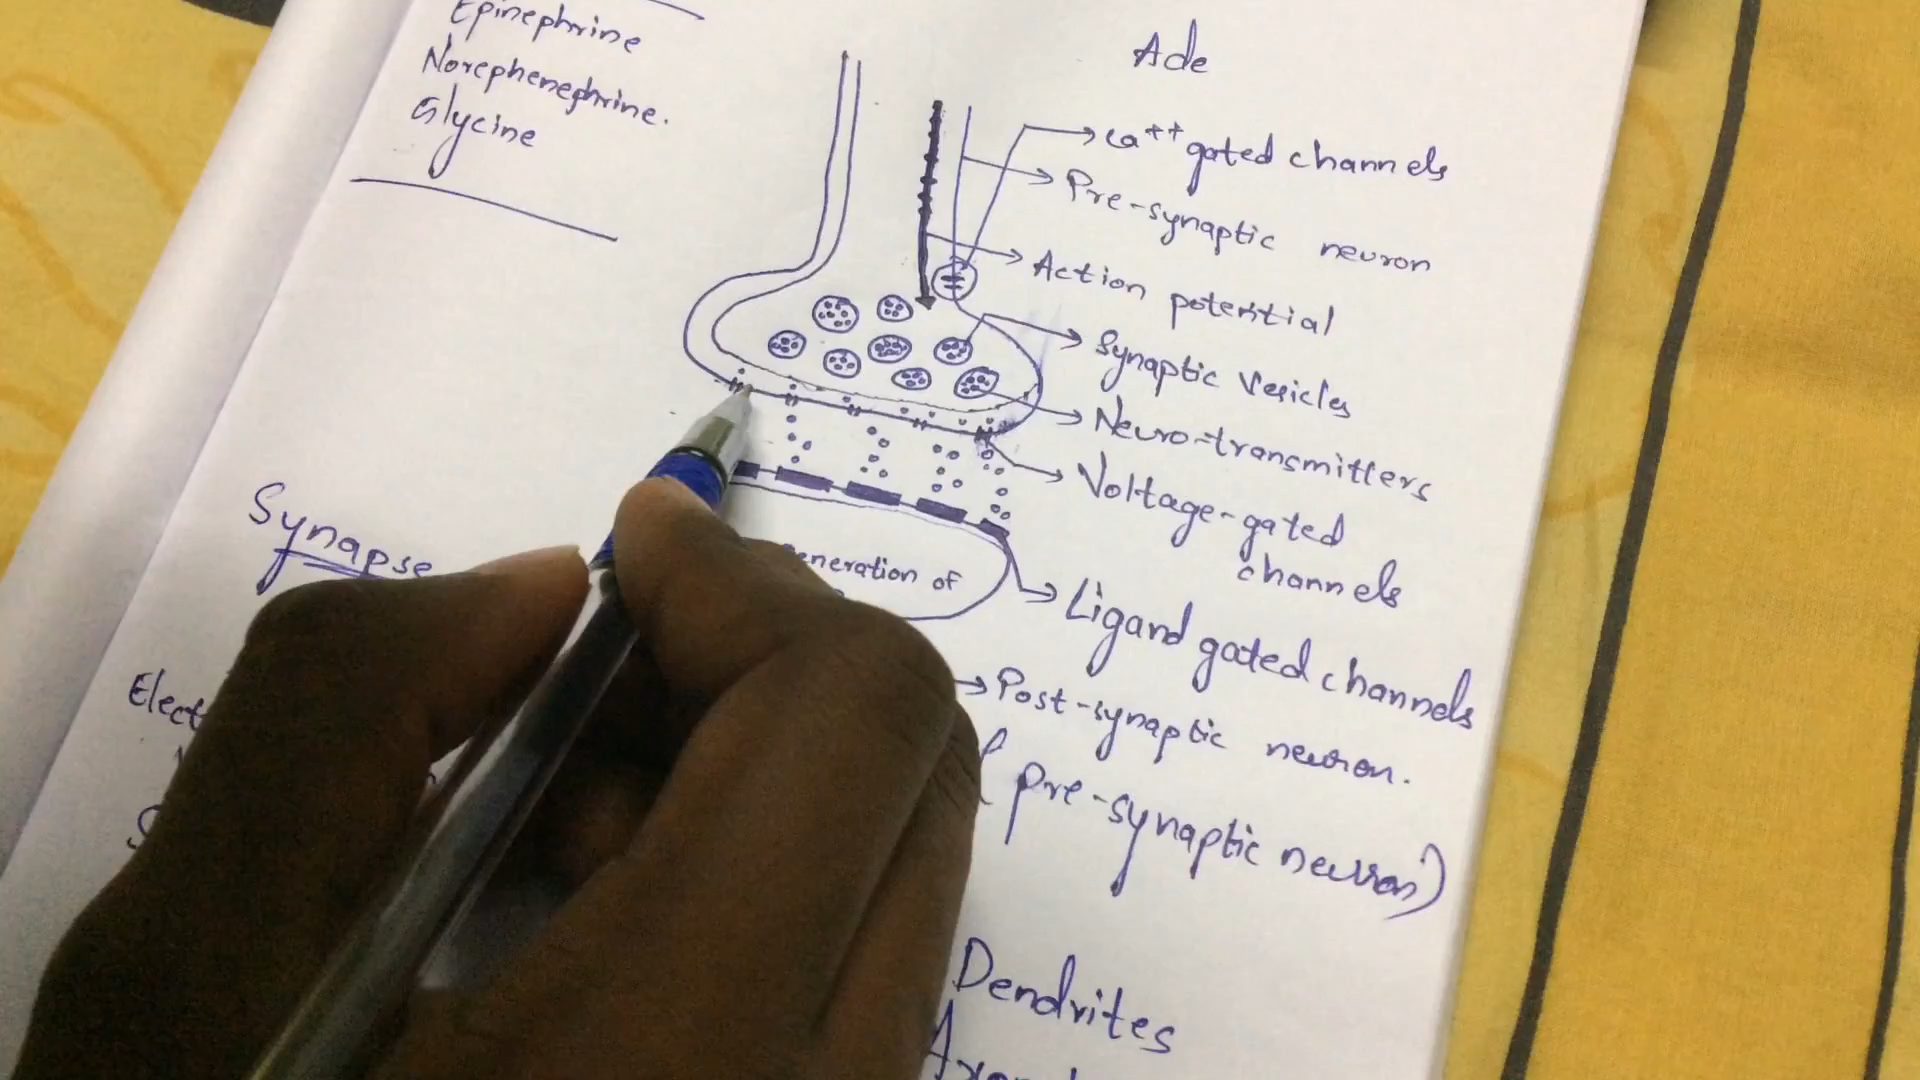 Epinephrine
Norephenephrine.
Glycine
Ade
Ca++ gated channels
Pre-synaptic neuron
Action potential
Synaptic Vesicles
Neuro-transmitters
Voltage-gated
channels
Ligand gated channels
Synapse
eneration of
Post-synaptic neuron.
Elect
pre-synaptic neuron)
Dendrites